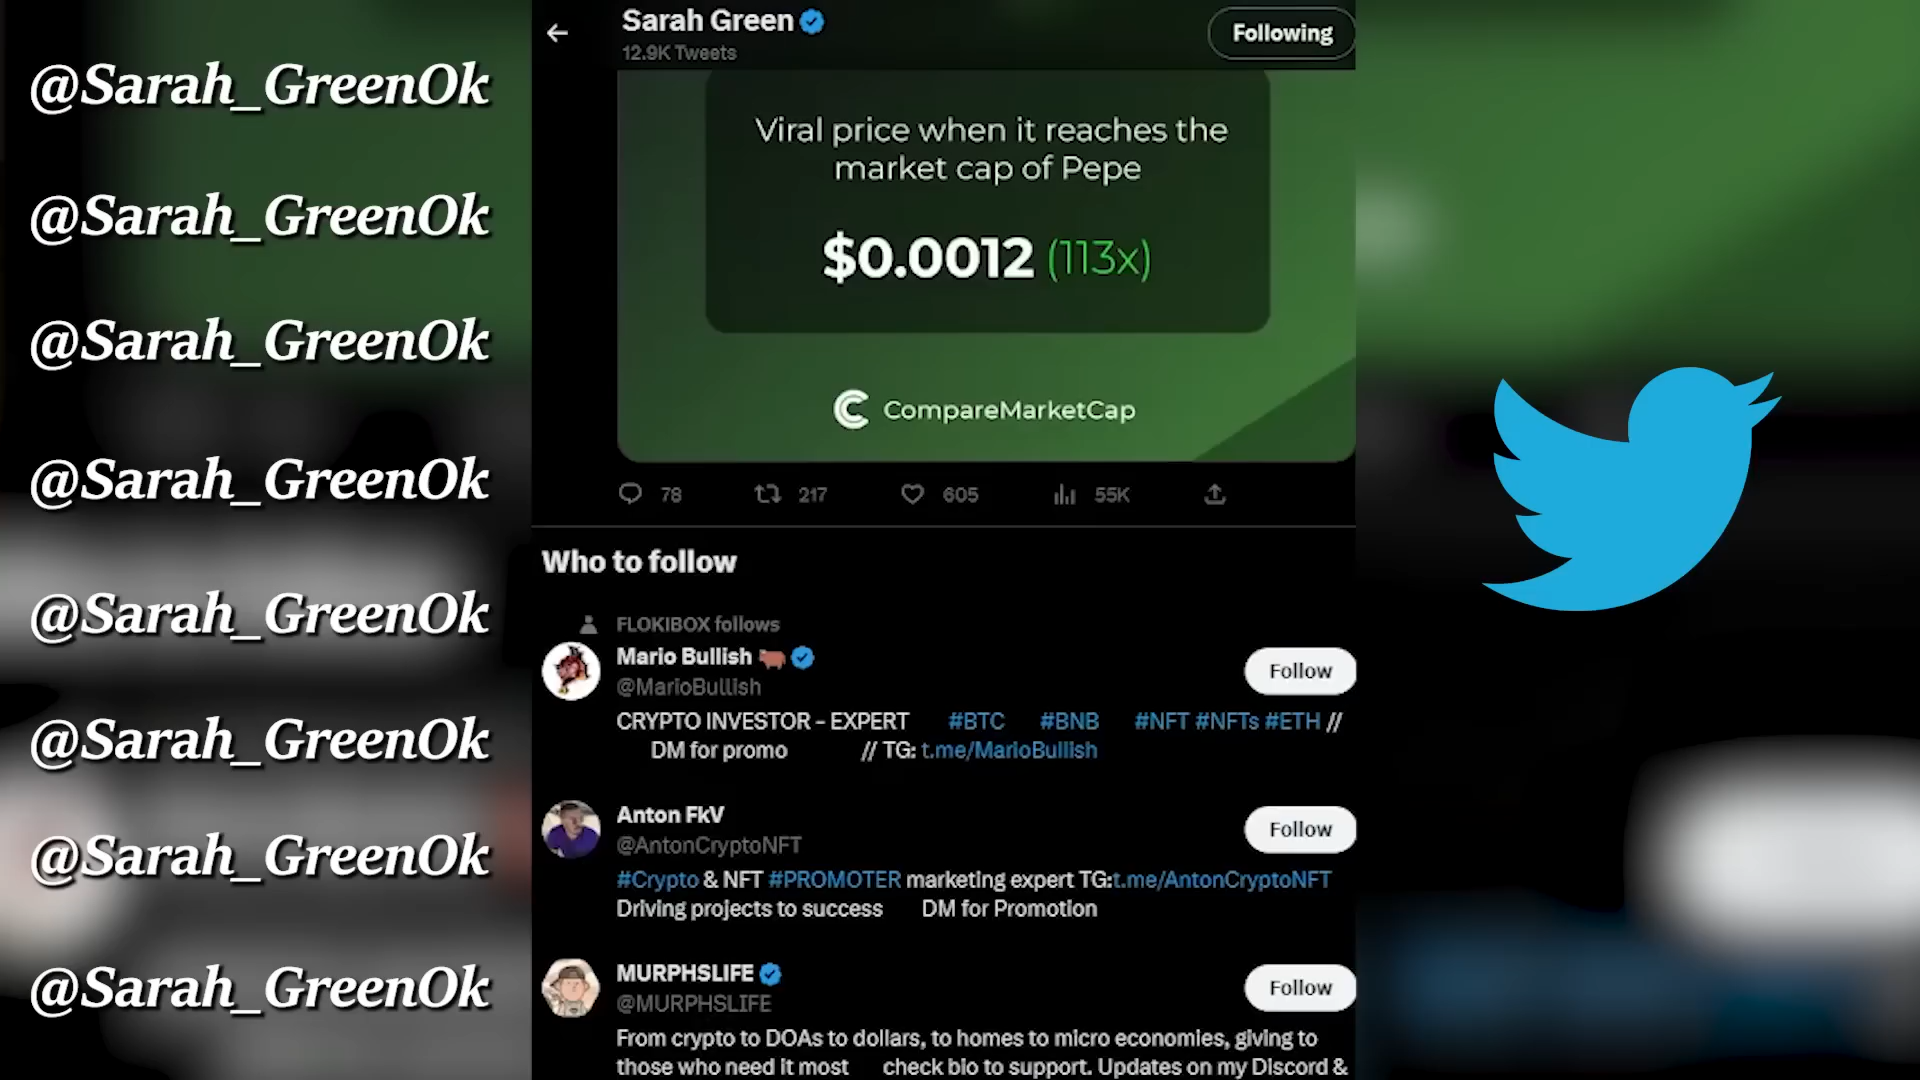 @Sarah_GreenOk
@Sarah_GreenOk
@Sarah_GreenOk
@Sarah_GreenOk
@Sarah_GreenOk
@Sarah_GreenOk
@Sarah_GreenOk
@Sarah_GreenOk
Sarah Green
12.9K Tweets
Following
Viral price when it reaches the
market cap of Pepe
$0.0012 (113x)
CompareMarketCap
78 217 605 55K
Who to follow
FLOKIBOX follows
Mario Bullish
@MarioBullish
Follow
CRYPTO INVESTOR - EXPERT #BTC #BNB #NFT #NFTs #ETH //
DM for promo // TG: t.me/MarioBullish
Anton FkV
@AntonCryptoNFT
Follow
#Crypto & NFT #PROMOTER marketing expert TG:t.me/AntonCryptoNFT
Driving projects to success DM for Promotion
MURPHSLIFE
@MURPHSLIFE
Follow
From crypto to DOAs to dollars, to homes to micro economies, giving to
those who need it most check bio to support. Updates on my Discord &